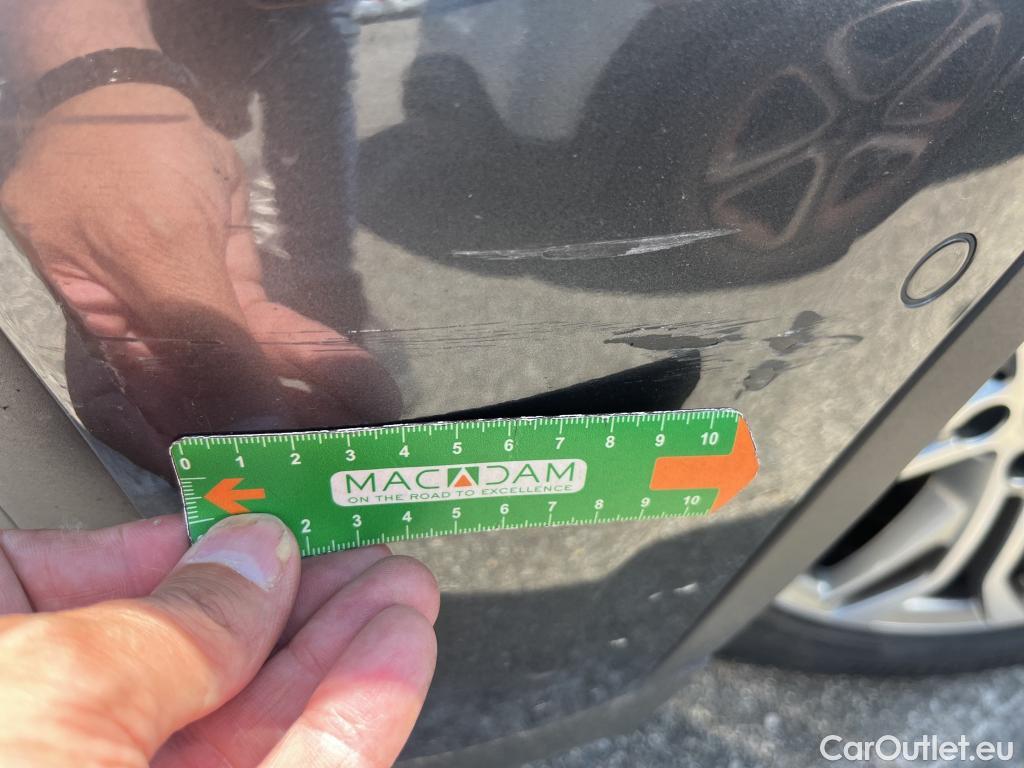 0 1 2 3 4 5 6 7 8 9 10
MACADAM
ON THE ROAD TO EXCELLENCE
2 3 4 5 6 7 8 9 10
CarOutlet.eu